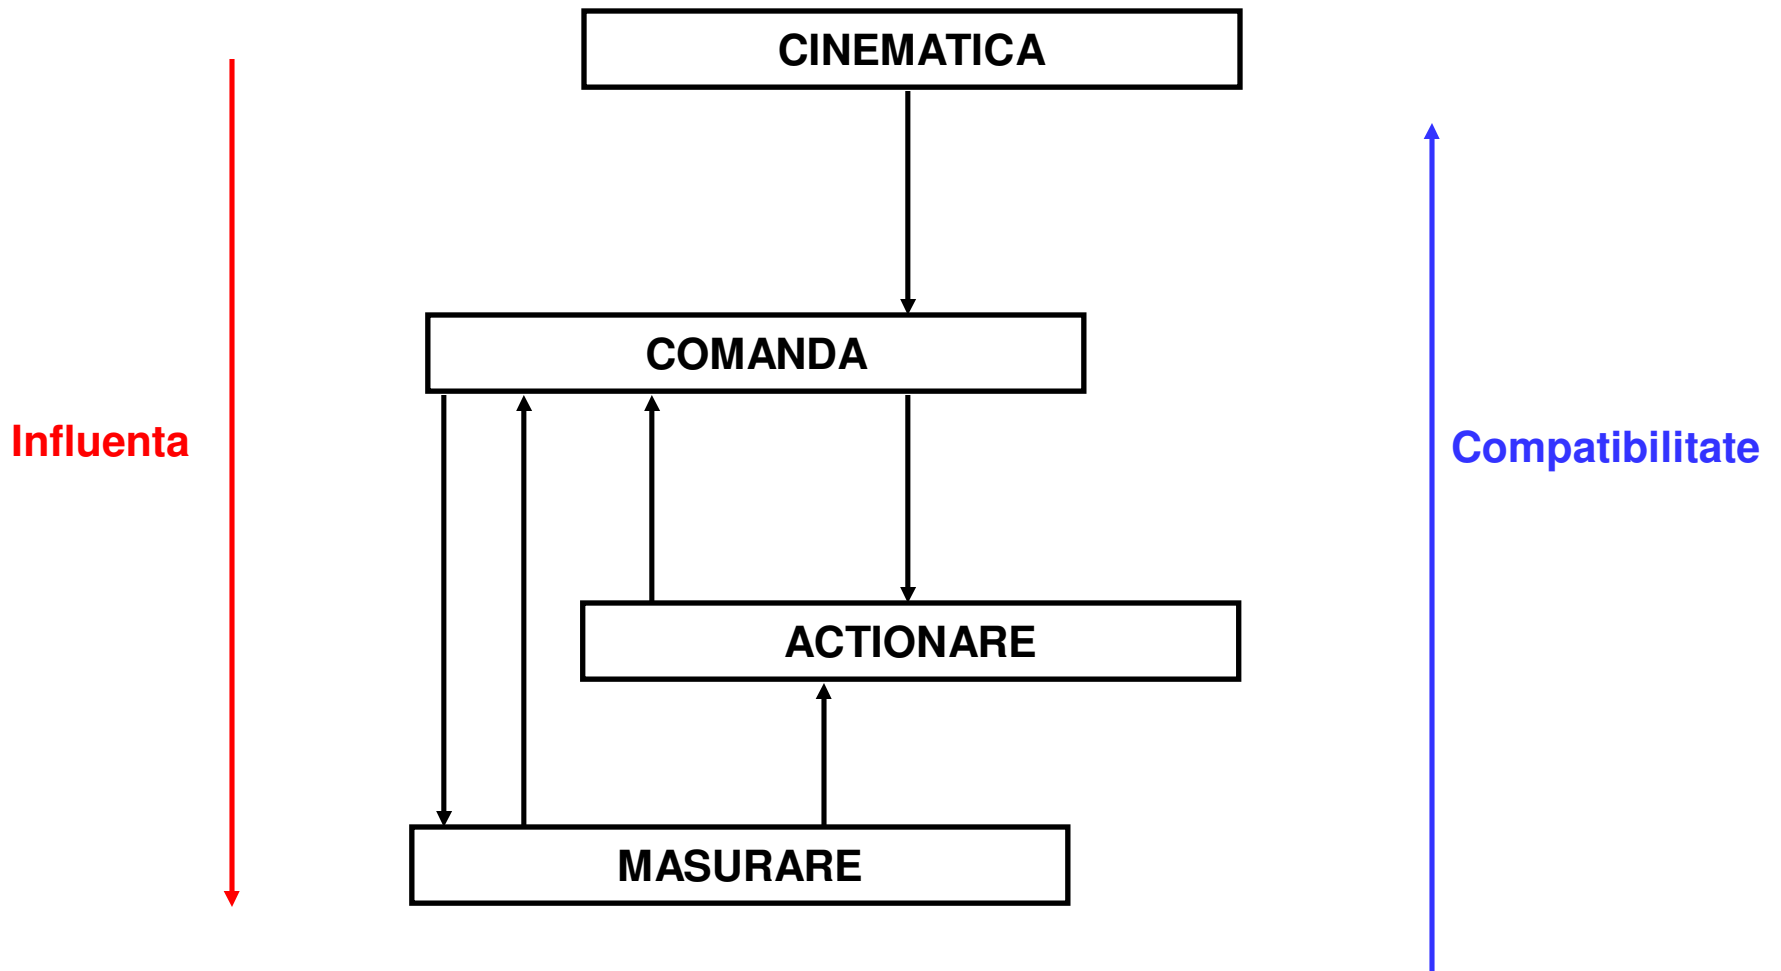 CINEMATICA
COMANDA
Influenta
Compatibilitate
ACTIONARE
MASURARE